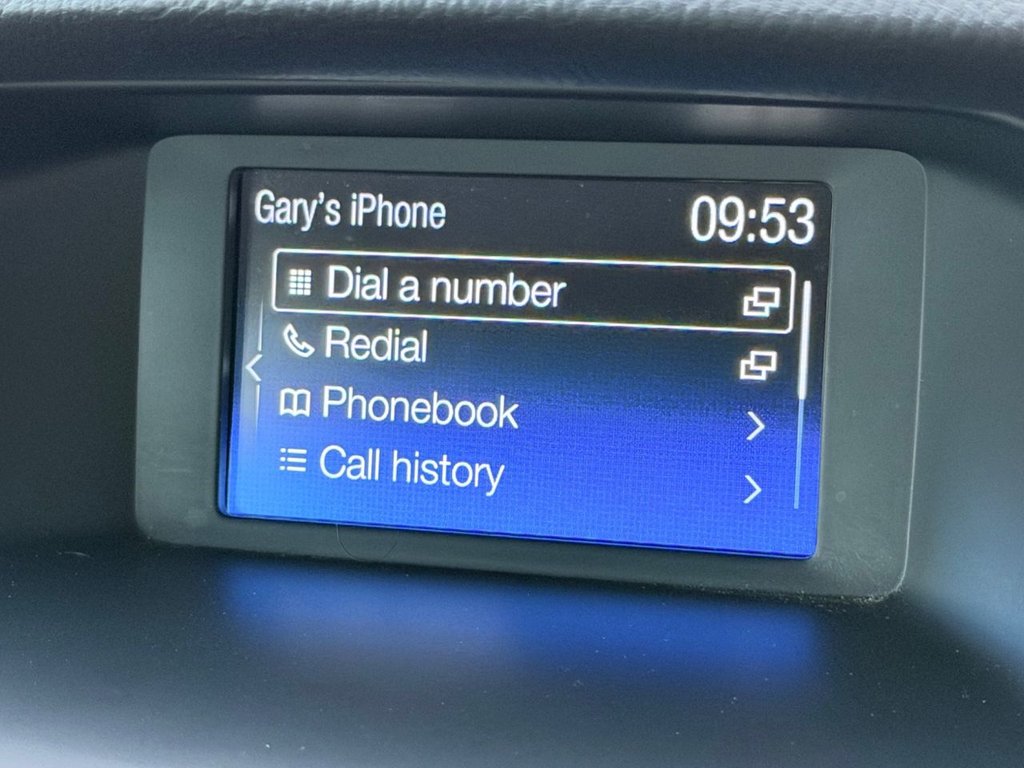 Gary's iPhone 09:53
Dial a number
Redial
Phonebook
Call history